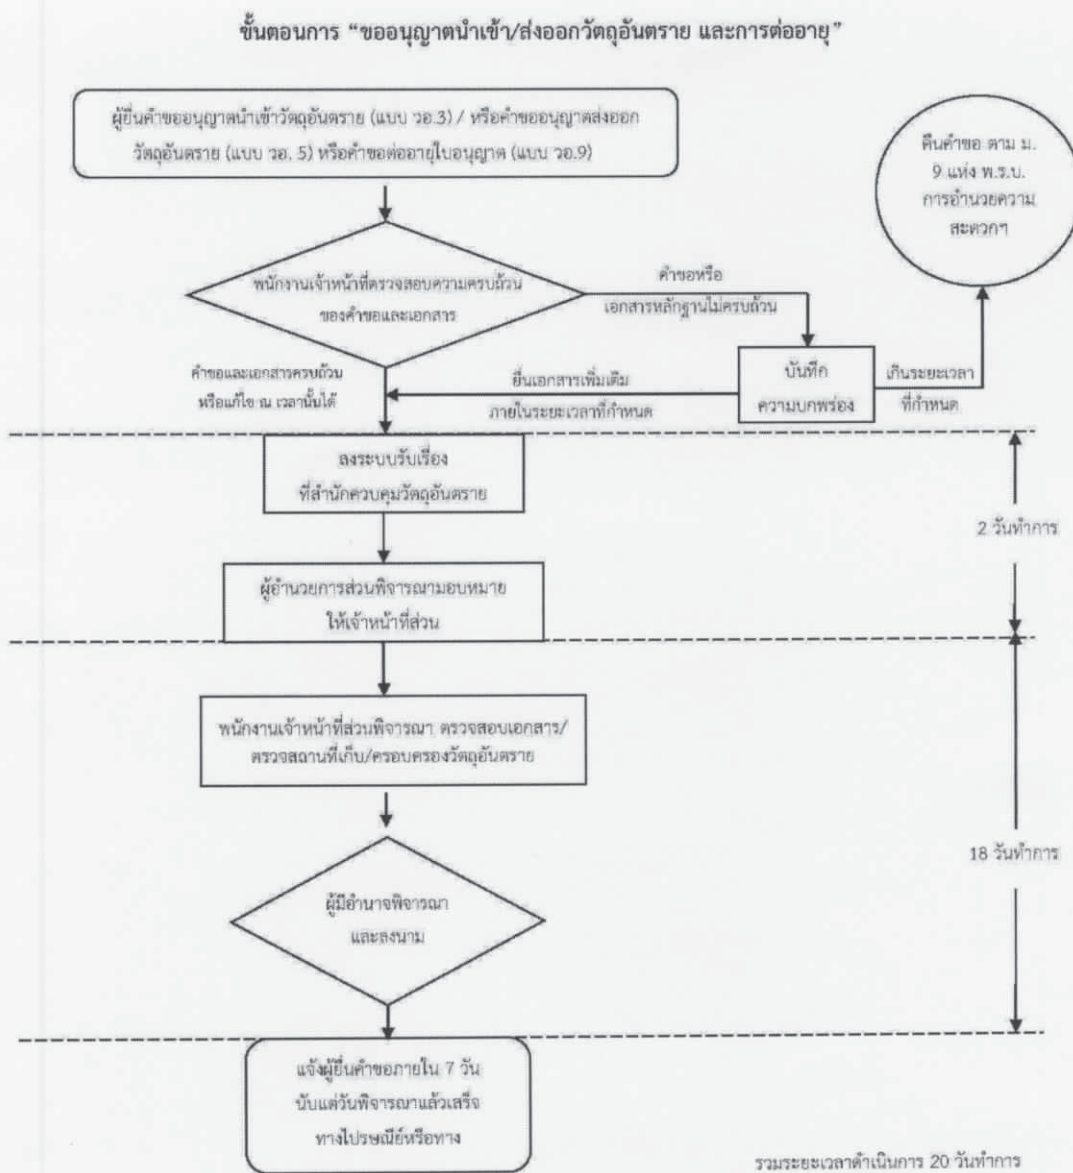 ขั้นตอนการ “ขออนุญาตนำเข้า/ส่งออกวัตถุอันตราย และการต่ออายุ”
ผู้ยื่นคำขออนุญาตนำเข้าวัตถุอันตราย (แบบ วอ.3) / หรือคำขออนุญาตส่งออก
วัตถุอันตราย (แบบ วอ. 5) หรือคำขอต่ออายุใบอนุญาต (แบบ วอ.9)
คืนคำขอ ตาม ม.
9 แห่ง พ.ร.บ.
การอำนวยความ
สะดวกฯ
พนักงานเจ้าหน้าที่ตรวจสอบความครบถ้วน
ของคำขอและเอกสาร
คำขอหรือ
เอกสารหลักฐานไม่ครบถ้วน
บันทึก
ความบกพร่อง
เกินระยะเวลา
ที่กำหนด
ยื่นเอกสารเพิ่มเติม
ภายในระยะเวลาที่กำหนด
คำขอและเอกสารครบถ้วน
หรือแก้ไข ณ เวลานั้นได้
ลงระบบรับเรื่อง
ที่สำนักควบคุมวัตถุอันตราย
2 วันทำการ
ผู้อำนวยการส่วนพิจารณามอบหมาย
ให้เจ้าหน้าที่ส่วน
พนักงานเจ้าหน้าที่ส่วนพิจารณา ตรวจสอบเอกสาร/
ตรวจสถานที่เก็บ/ครอบครองวัตถุอันตราย
18 วันทำการ
ผู้มีอำนาจพิจารณา
และลงนาม
แจ้งผู้ยื่นคำขอภายใน 7 วัน
นับแต่วันพิจารณาแล้วเสร็จ
ทางไปรษณีย์หรือทาง
รวมระยะเวลาดำเนินการ 20 วันทำการ